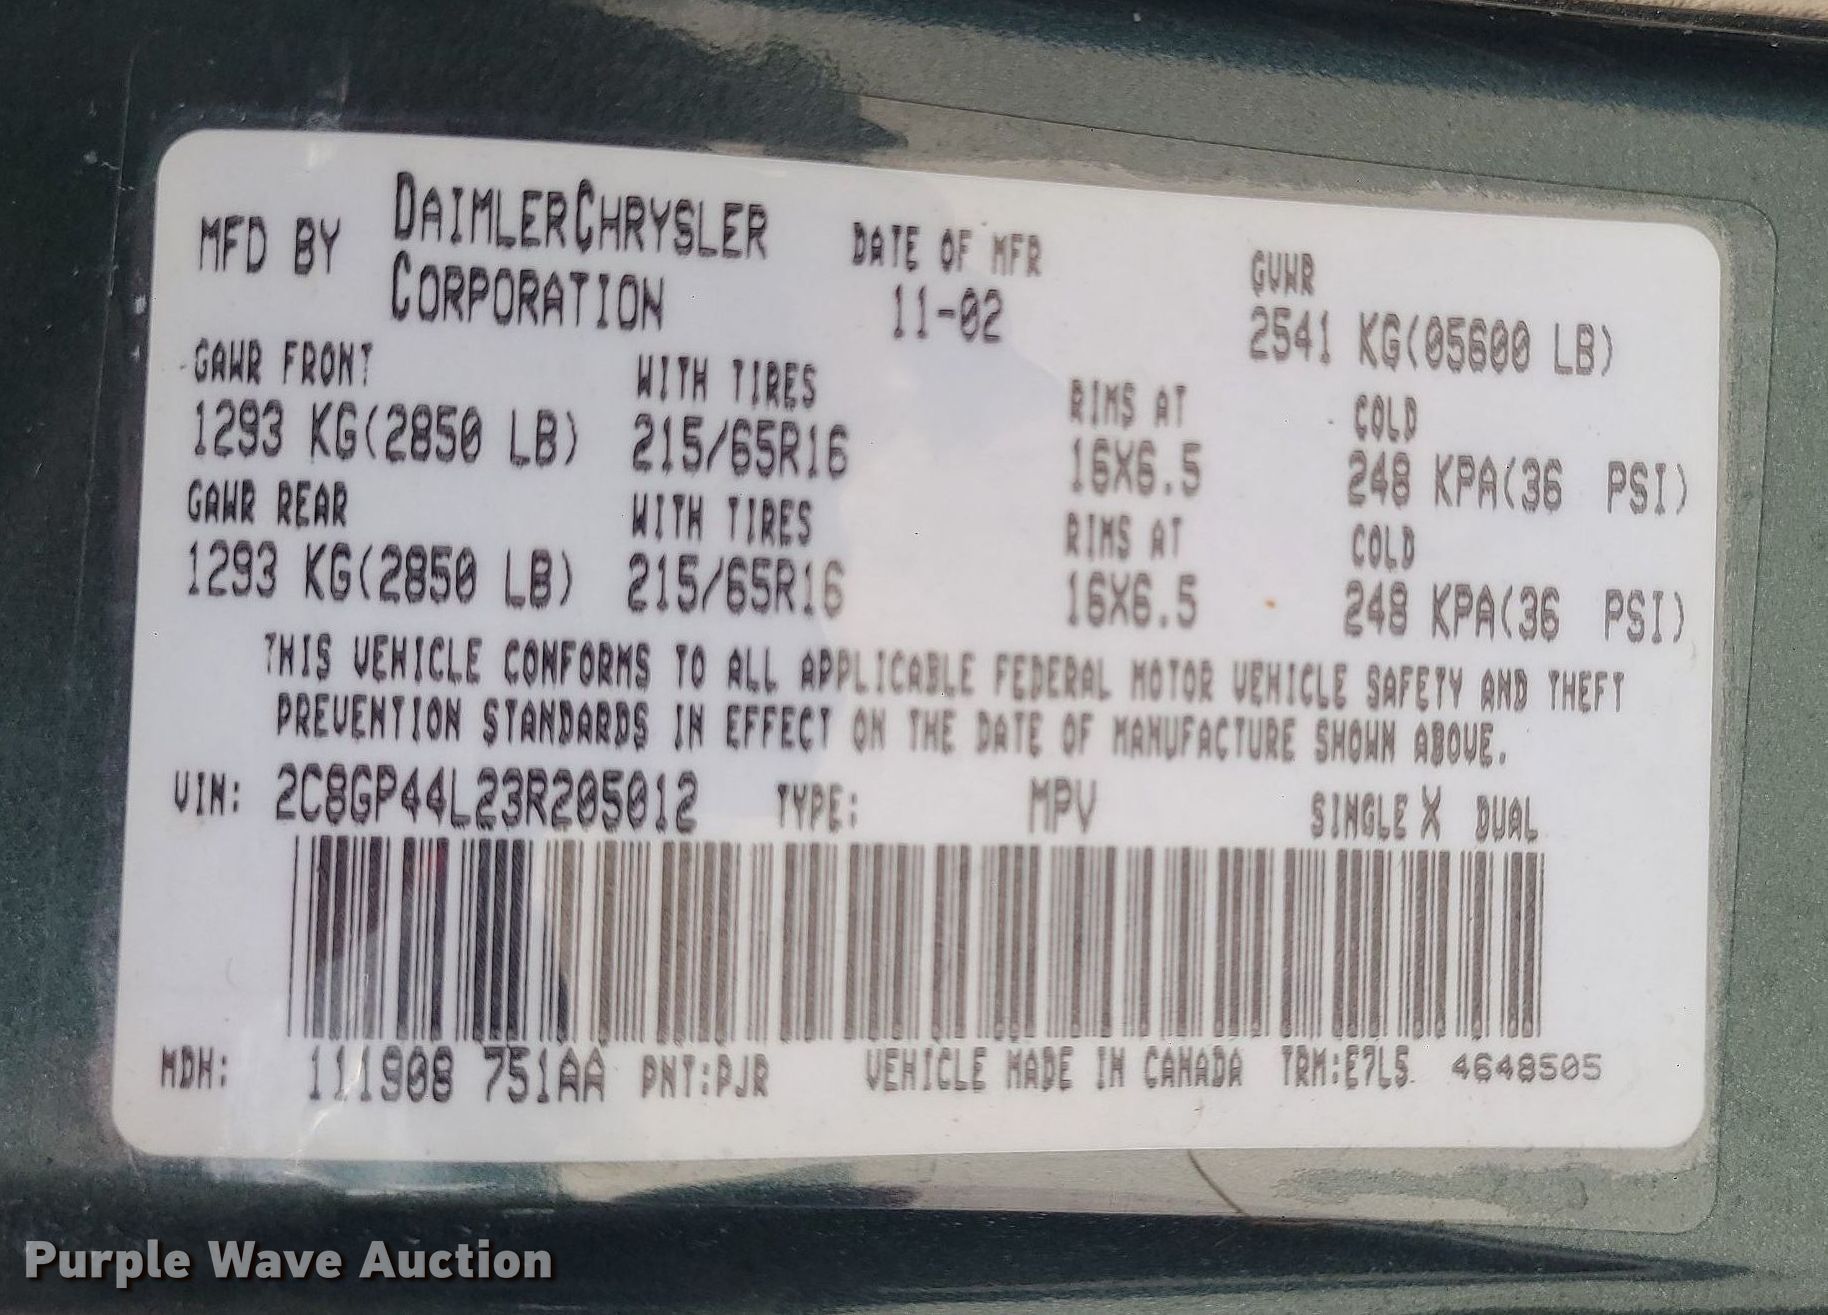 MFD BY DAIMLERCHRYSLER CORPORATION DATE OF MFR 11-02 GVWR 2541 KG(05600 LB)
GAWR FRONT WITH TIRES RIMS AT COLD
1293 KG(2850 LB) 215/65R16 16X6.5 248 KPA(36 PSI)
GAWR REAR WITH TIRES RIMS AT COLD
1293 KG(2850 LB) 215/65R16 16X6.5 248 KPA(36 PSI)
THIS VEHICLE CONFORMS TO ALL APPLICABLE FEDERAL MOTOR VEHICLE SAFETY AND THEFT
PREVENTION STANDARDS IN EFFECT ON THE DATE OF MANUFACTURE SHOWN ABOVE.
VIN: 2C8GP44L23R205012 TYPE: MPV SINGLE X DUAL
MDH: 111908 751AA PNT:PJR VEHICLE MADE IN CANADA TRM:E7L5 4648505
Purple Wave Auction